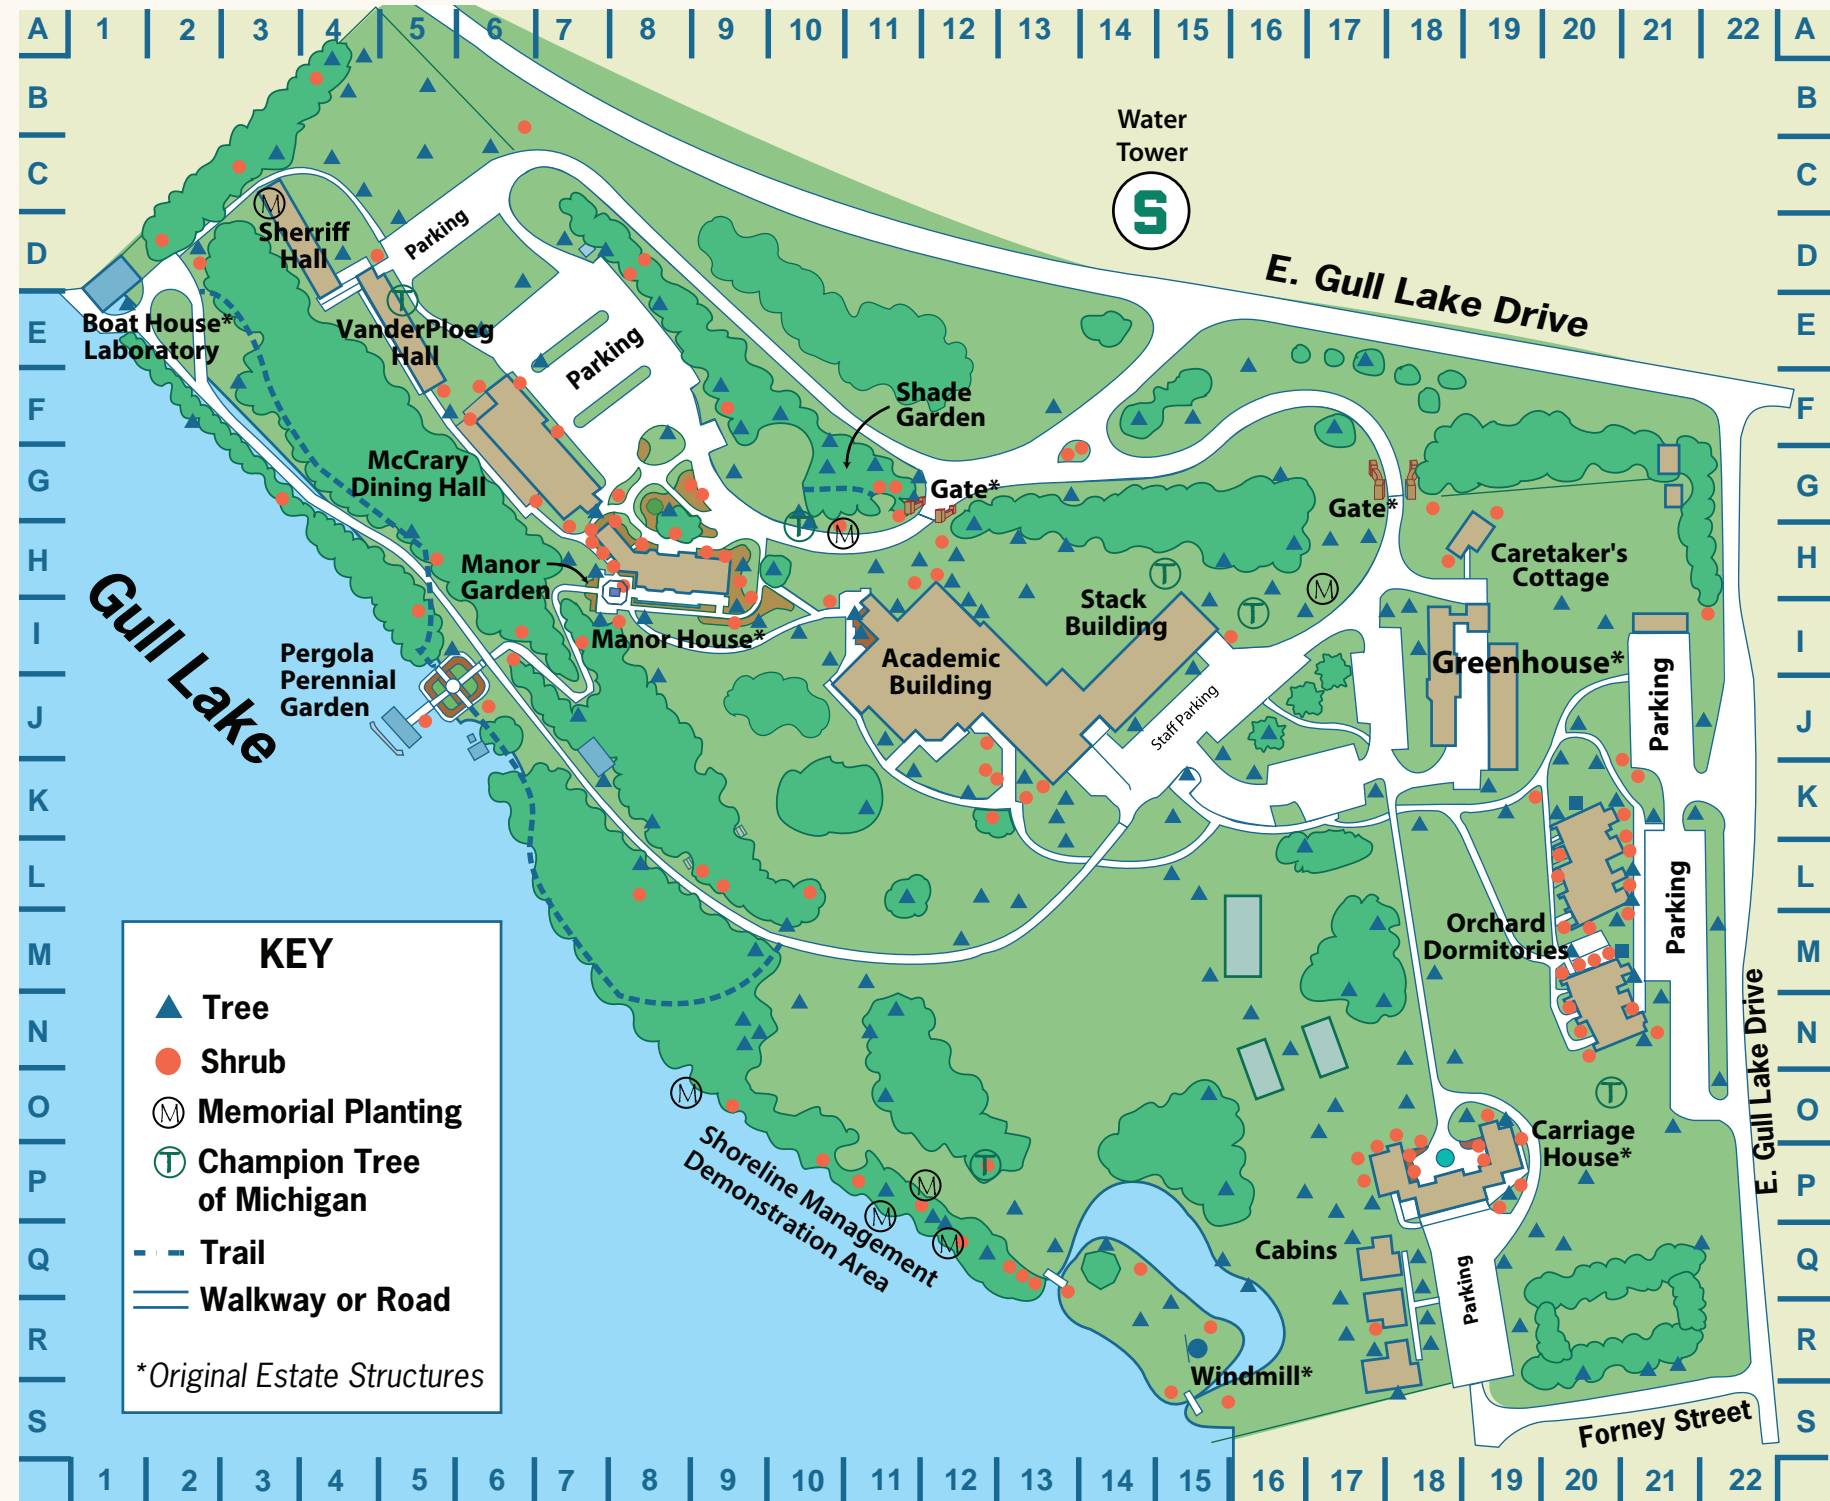 A 1 2 3 4 5 6 7 8 9 10 11 12 13 14 15 16 17 18 19 20 21 22 A
B B
Water
Tower
C C
S
M
Sherriff
Hall
Parking
D D
E. Gull Lake Drive
T
Boat House*
Laboratory
VanderPloeg
Hall
E E
Parking
Shade
Garden
F F
McCrary
Dining Hall
G G
Gate*
Gate*
T
M
Manor
Garden
H H
Caretaker's
Cottage
T
M
T
Stack
Building
Gull Lake
Manor House*
I I
Pergola
Perennial
Garden
Academic
Building
Greenhouse*
Staff Parking
Parking
J J
K K
L L
Parking
Orchard
Dormitories
M M
KEY
Tree
Shrub
M Memorial Planting
T Champion Tree
of Michigan
Trail
Walkway or Road
*Original Estate Structures
N N
E. Gull Lake Drive
M
T
O O
Carriage
House*
Shoreline Management
Demonstration Area
T
M
M
M
P P
Cabins
Q Q
Parking
R R
Windmill*
S S
Forney Street
1 2 3 4 5 6 7 8 9 10 11 12 13 14 15 16 17 18 19 20 21 22